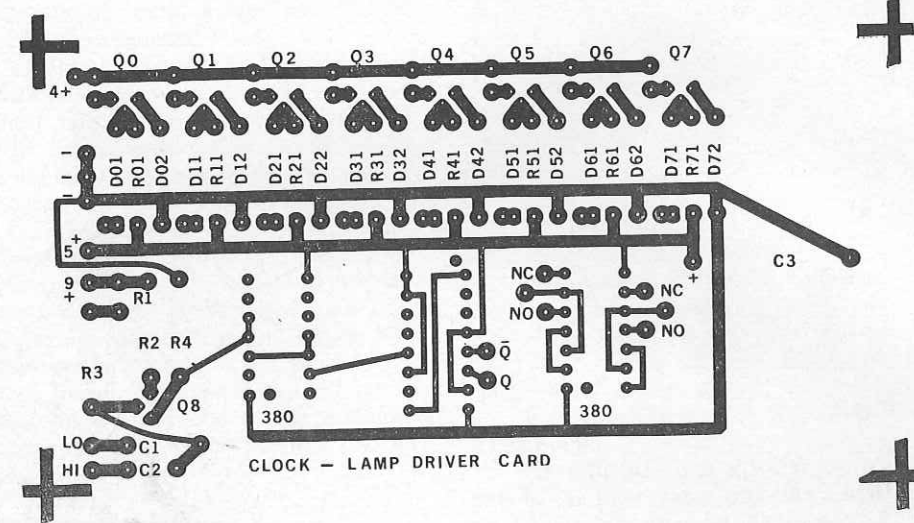 Q0 Q1 Q2 Q3 Q4 Q5 Q6 Q7
4+
D01 R01 D02 D11 R11 D12 D21 R21 D22 D31 R31 D32 D41 R41 D42 D51 R51 D52 D61 R61 D62 D71 R71 D72
–
–
–
5+
C3
9+
R1
+
NC
NC
NO
NO
R2 R4
Q̅
Q
R3
Q8
380
380
LO C1
HI C2
CLOCK – LAMP DRIVER CARD